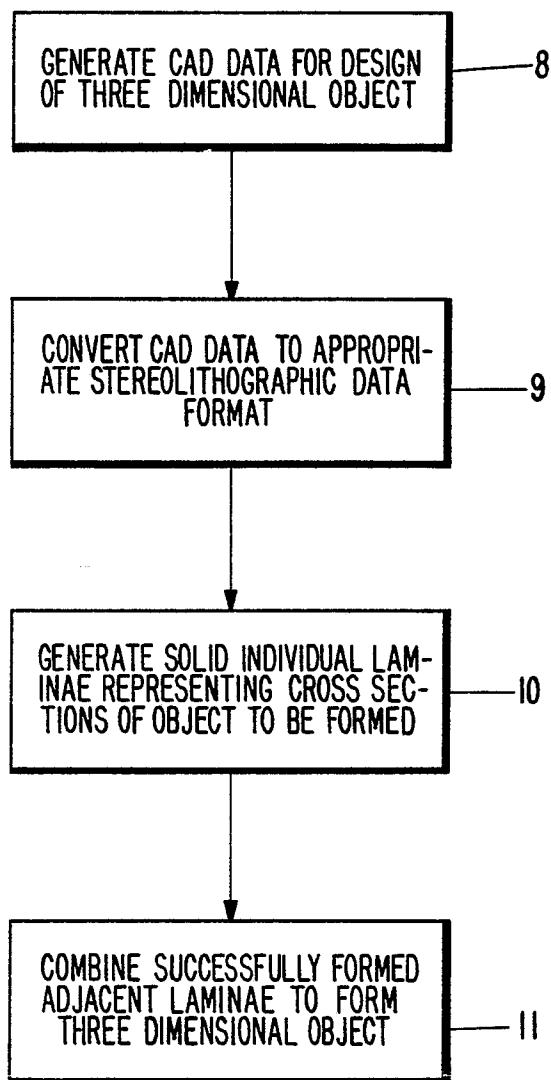 GENERATE CAD DATA FOR DESIGN
OF THREE DIMENSIONAL OBJECT
8
CONVERT CAD DATA TO APPROPRI-
ATE STEREOLITHOGRAPHIC DATA
FORMAT
9
GENERATE SOLID INDIVIDUAL LAM-
INAE REPRESENTING CROSS SEC-
TIONS OF OBJECT TO BE FORMED
10
COMBINE SUCCESSFULLY FORMED
ADJACENT LAMINAE TO FORM
THREE DIMENSIONAL OBJECT
11